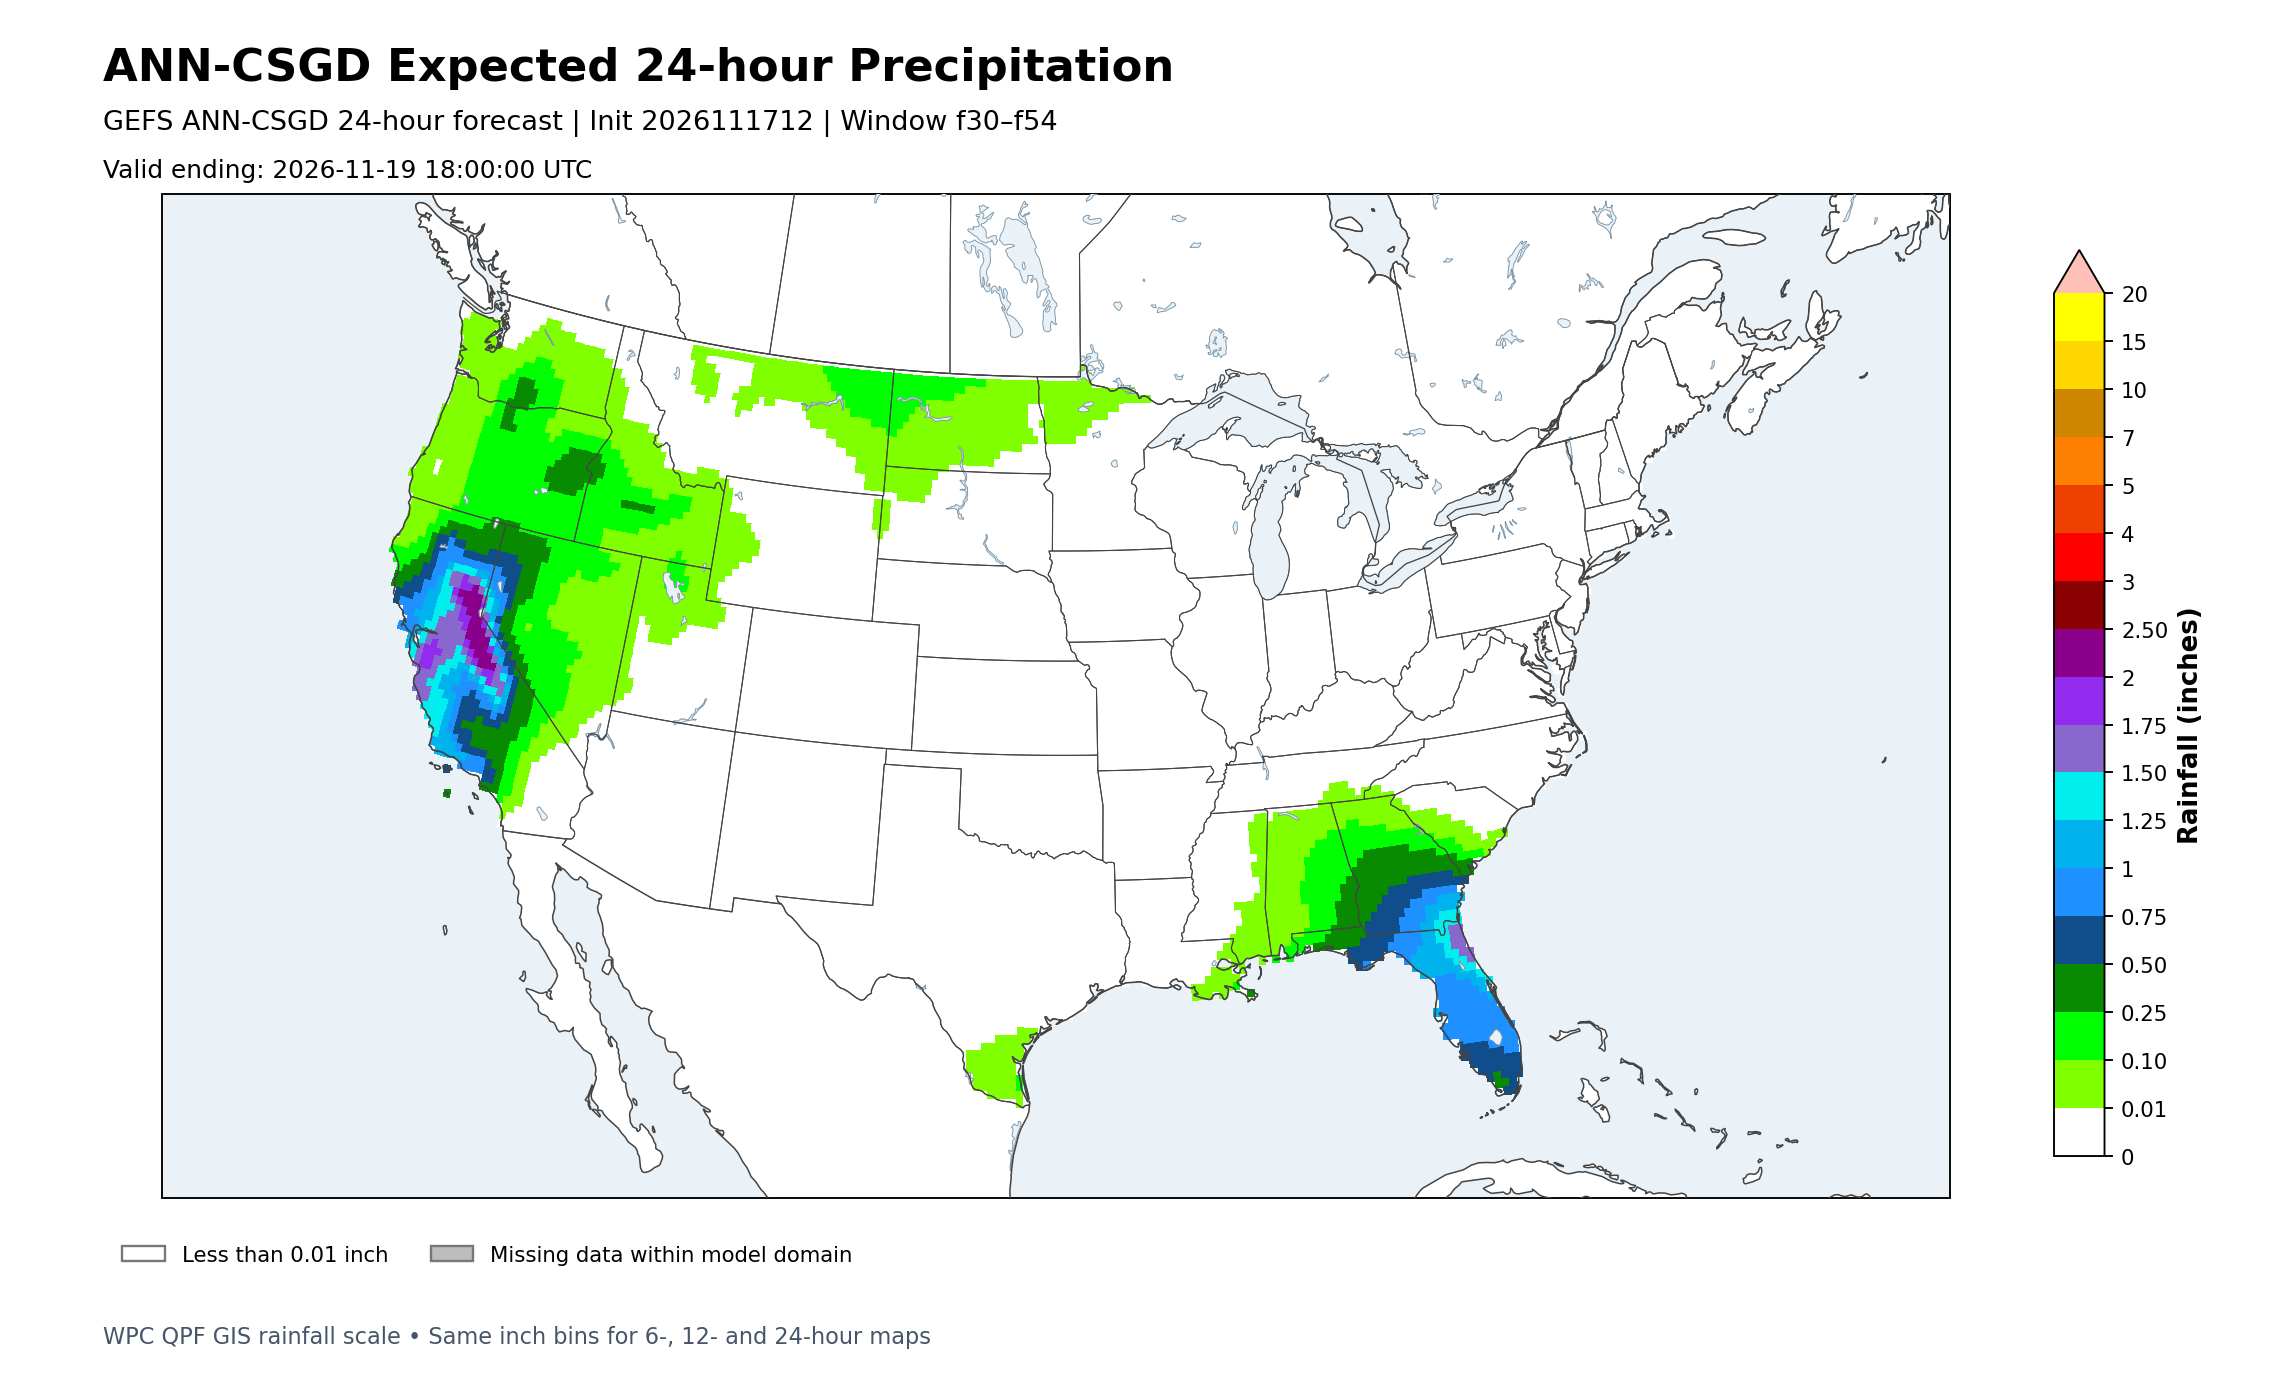 ANN-CSGD Expected 24-hour Precipitation
GEFS ANN-CSGD 24-hour forecast | Init 2026111712 | Window f30–f54
Valid ending: 2026-11-19 18:00:00 UTC
20
15
10
7
5
4
3
2.50
2
1.75
1.50
1.25
1
0.75
0.50
0.25
0.10
0.01
0
Rainfall (inches)
Less than 0.01 inch
Missing data within model domain
WPC QPF GIS rainfall scale • Same inch bins for 6-, 12- and 24-hour maps